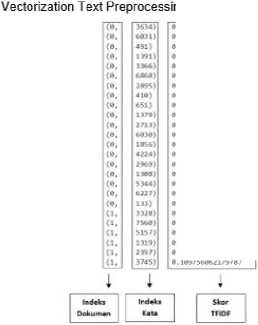 Vectorization Text Preprocessin
(0, 3634) 0
(0, 6031) 0
(0, 491) 0
(0, 1391) 0
(0, 3366) 0
(0, 6868) 0
(0, 2895) 0
(0, 410) 0
(0, 651) 0
(0, 1379) 0
(0, 2713) 0
(0, 6030) 0
(0, 1056) 0
(0, 4224) 0
(0, 2969) 0
(0, 1308) 0
(0, 5344) 0
(0, 6227) 0
(0, 133) 0
(1, 3328) 0
(1, 7560) 0
(1, 5157) 0
(1, 1319) 0
(1, 2357) 0
(1, 3745)
Indeks Dokumen
Indeks Kata
Skor TFIDF